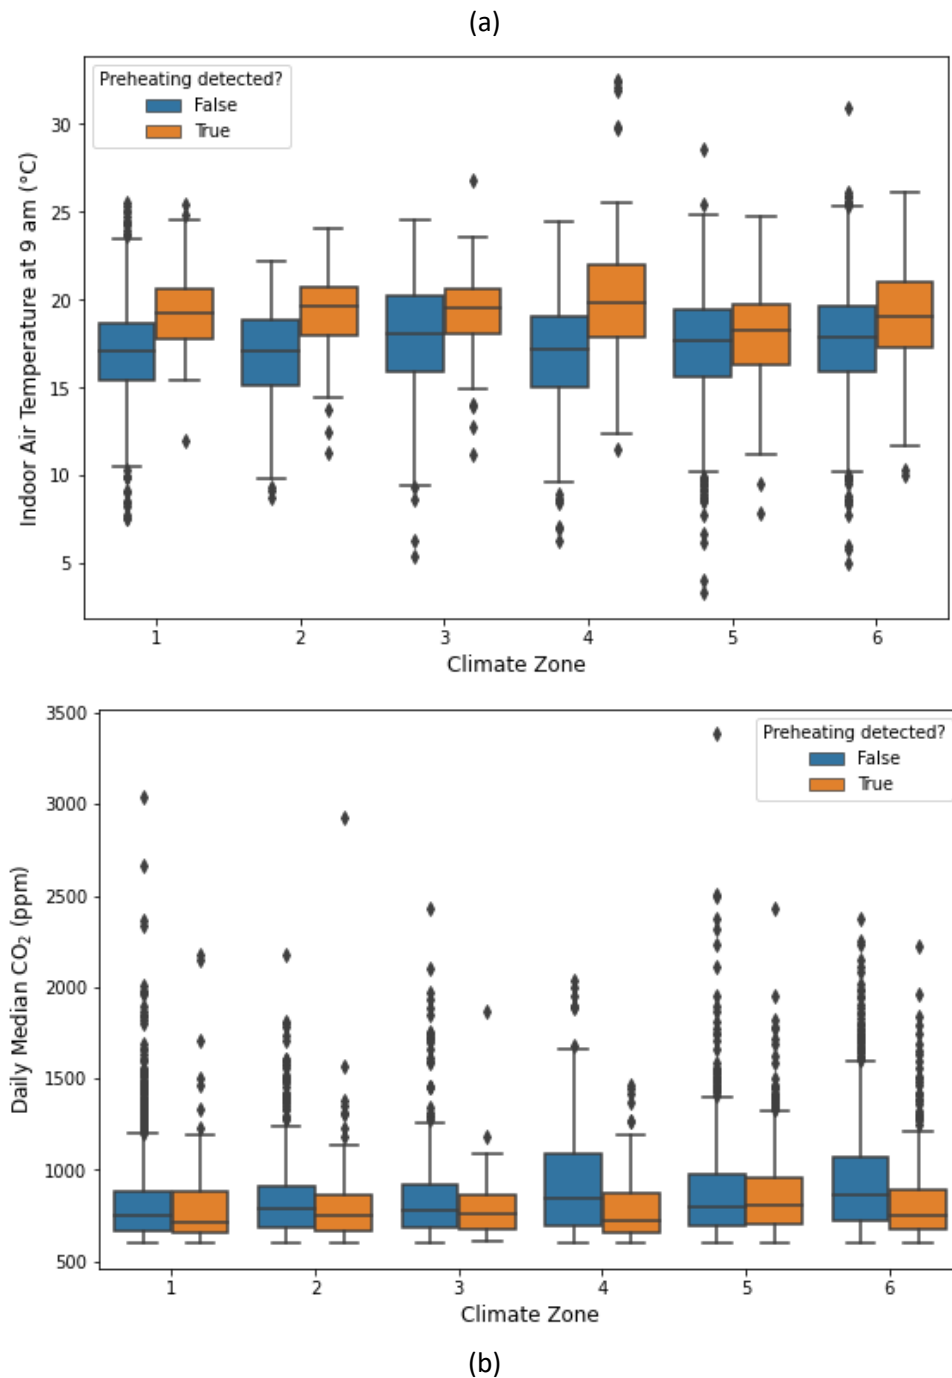 (a)
Preheating detected?
False
True
Indoor Air Temperature at 9 am (°C)
30
25
20
15
10
5
1 2 3 4 5 6
Climate Zone
Preheating detected?
False
True
Daily Median CO₂ (ppm)
3500
3000
2500
2000
1500
1000
500
1 2 3 4 5 6
Climate Zone
(b)